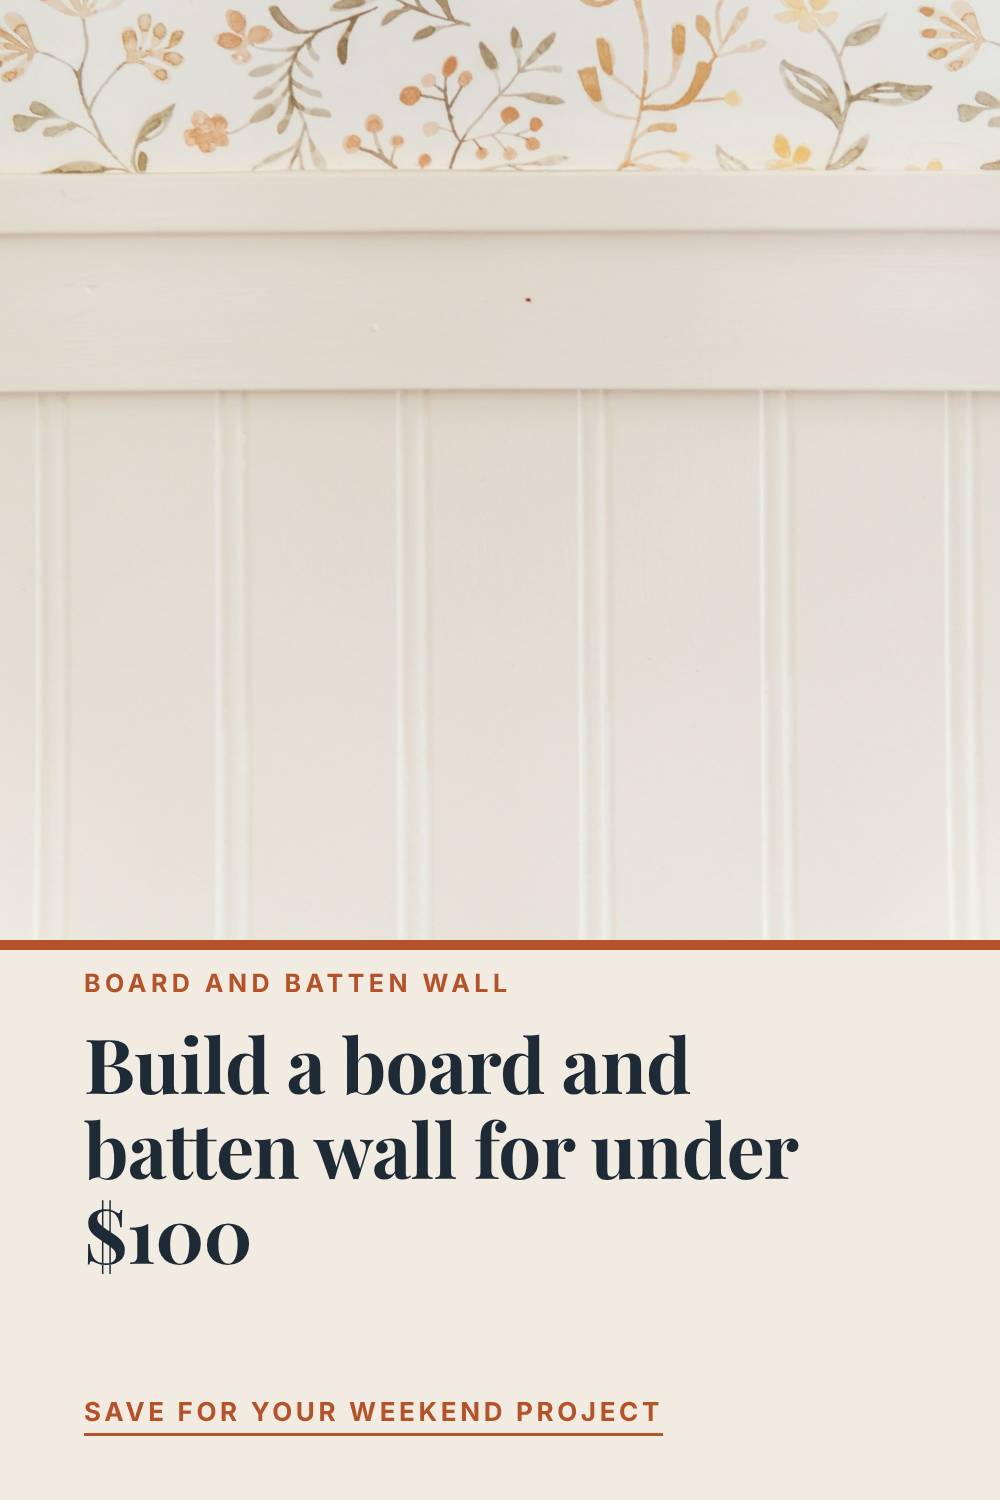 BOARD AND BATTEN WALL
Build a board and
batten wall for under
$100
SAVE FOR YOUR WEEKEND PROJECT